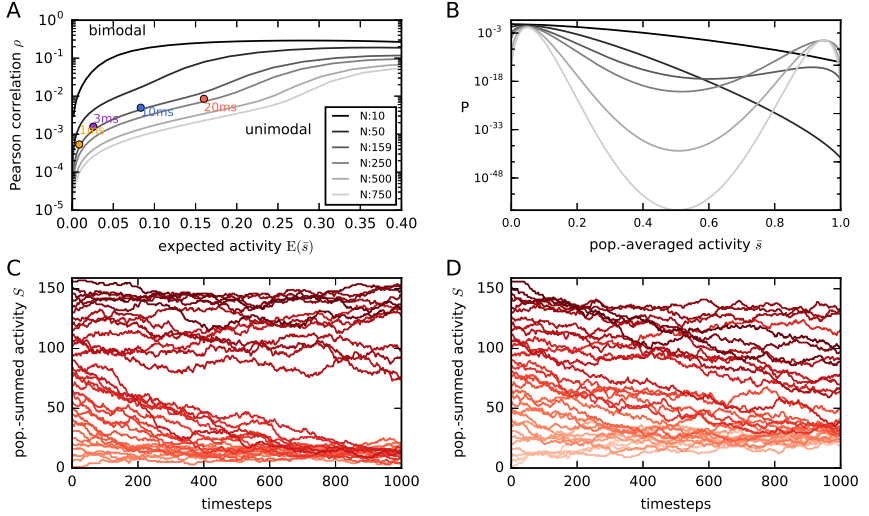 A
bimodal
unimodal
1ms
3ms
10ms
20ms
N:10
N:50
N:159
N:250
N:500
N:750
10^0
10^-1
10^-2
10^-3
10^-4
10^-5
0.00 0.05 0.10 0.15 0.20 0.25 0.30 0.35 0.40
Pearson correlation ρ
expected activity E(s̄)
B
10^-3
10^-18
10^-33
10^-48
P
0.0 0.2 0.4 0.6 0.8 1.0
pop.-averaged activity s̄
C
150
100
50
0
0 200 400 600 800 1000
pop.-summed activity S
timesteps
D
150
100
50
0
0 200 400 600 800 1000
pop.-summed activity S
timesteps